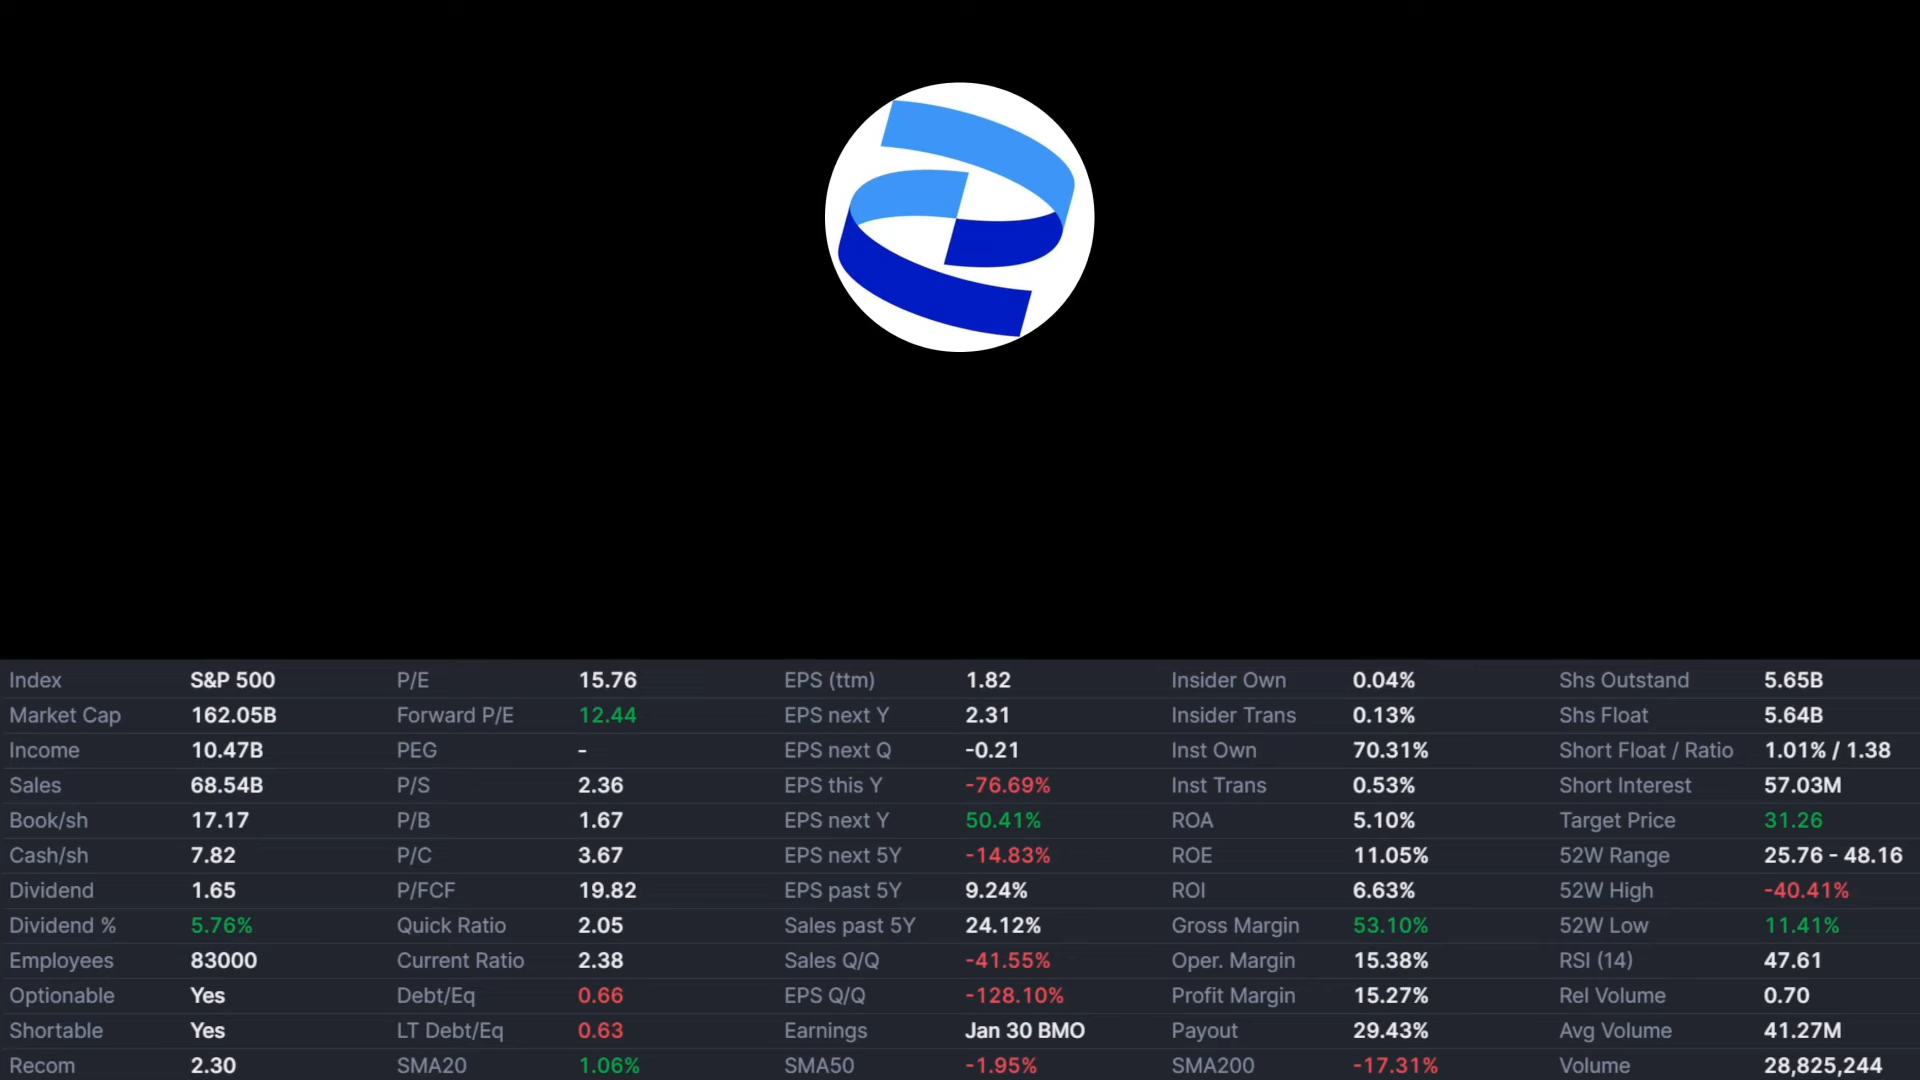 Index S&P 500 P/E 15.76 EPS (ttm) 1.82 Insider Own 0.04% Shs Outstand 5.65B
Market Cap 162.05B Forward P/E 12.44 EPS next Y 2.31 Insider Trans 0.13% Shs Float 5.64B
Income 10.47B PEG - EPS next Q -0.21 Inst Own 70.31% Short Float / Ratio 1.01% / 1.38
Sales 68.54B P/S 2.36 EPS this Y -76.69% Inst Trans 0.53% Short Interest 57.03M
Book/sh 17.17 P/B 1.67 EPS next Y 50.41% ROA 5.10% Target Price 31.26
Cash/sh 7.82 P/C 3.67 EPS next 5Y -14.83% ROE 11.05% 52W Range 25.76 - 48.16
Dividend 1.65 P/FCF 19.82 EPS past 5Y 9.24% ROI 6.63% 52W High -40.41%
Dividend % 5.76% Quick Ratio 2.05 Sales past 5Y 24.12% Gross Margin 53.10% 52W Low 11.41%
Employees 83000 Current Ratio 2.38 Sales Q/Q -41.55% Oper. Margin 15.38% RSI (14) 47.61
Optionable Yes Debt/Eq 0.66 EPS Q/Q -128.10% Profit Margin 15.27% Rel Volume 0.70
Shortable Yes LT Debt/Eq 0.63 Earnings Jan 30 BMO Payout 29.43% Avg Volume 41.27M
Recom 2.30 SMA20 1.06% SMA50 -1.95% SMA200 -17.31% Volume 28,825,244